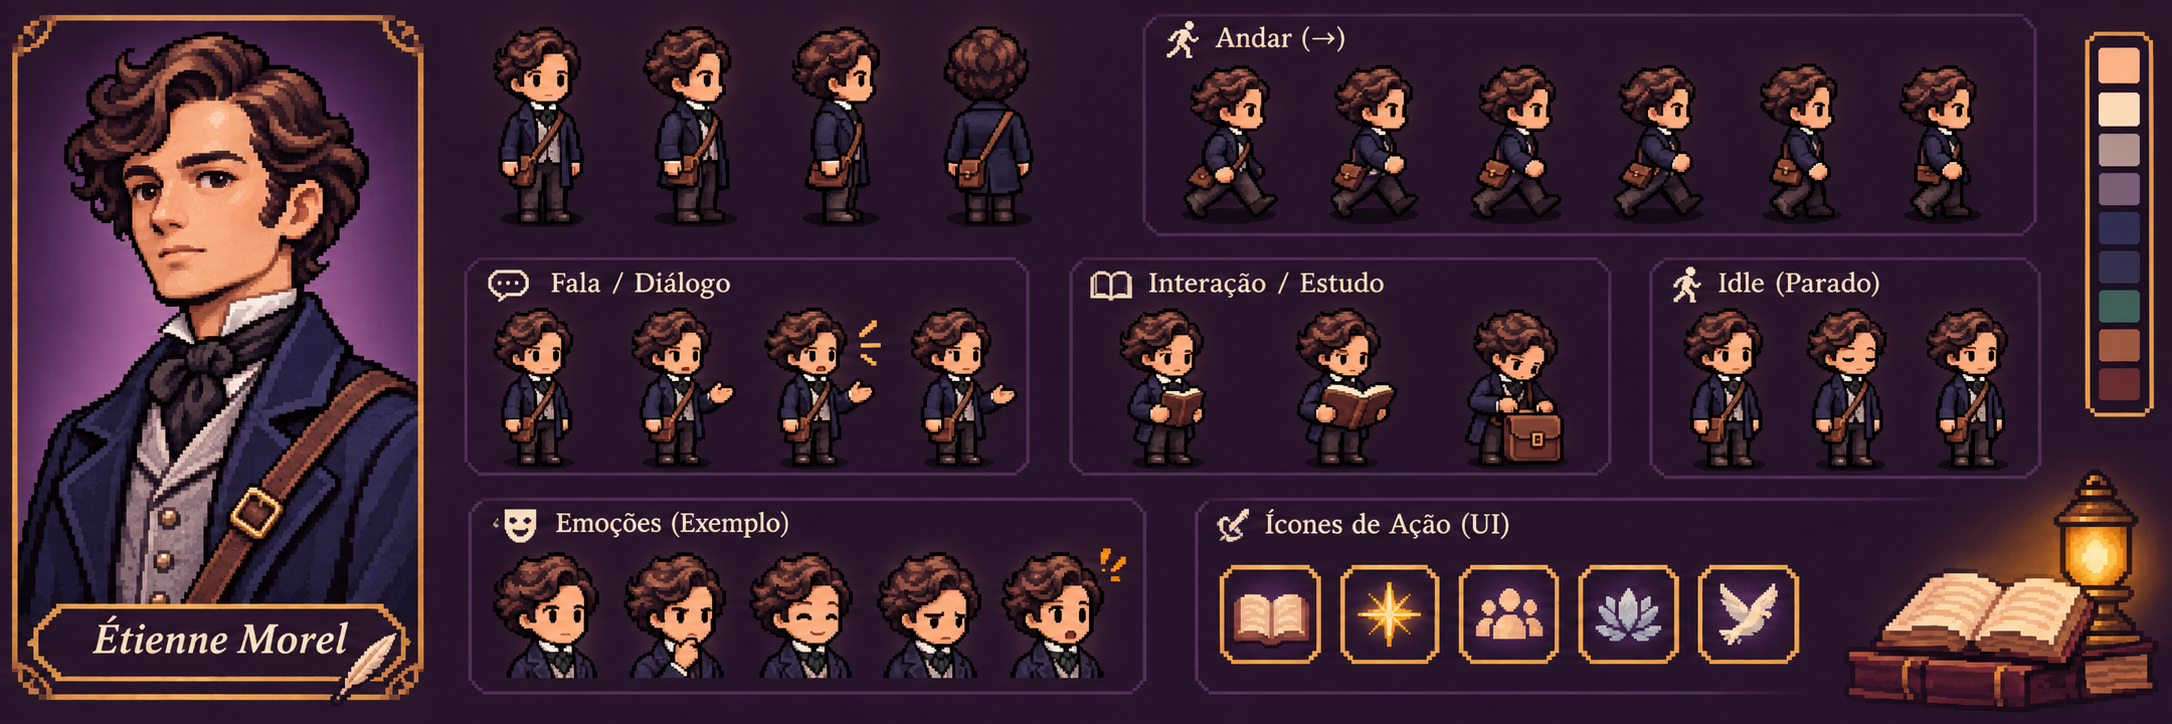 Étienne Morel
Andar (→)
Fala / Diálogo
Interação / Estudo
Idle (Parado)
Emoções (Exemplo)
Ícones de Ação (UI)